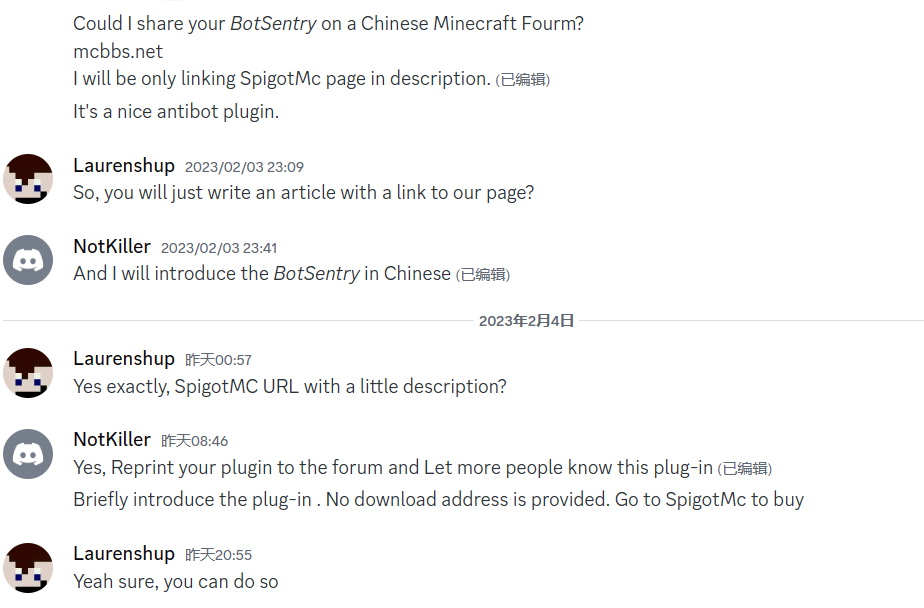 Could I share your BotSentry on a Chinese Minecraft Fourm?
mcbbs.net
I will be only linking SpigotMc page in description. (已编辑)
It's a nice antibot plugin.
Laurenshup 2023/02/03 23:09
So, you will just write an article with a link to our page?
NotKiller 2023/02/03 23:41
And I will introduce the BotSentry in Chinese (已编辑)
2023年2月4日
Laurenshup 昨天00:57
Yes exactly, SpigotMC URL with a little description?
NotKiller 昨天08:46
Yes, Reprint your plugin to the forum and Let more people know this plug-in (已编辑)
Briefly introduce the plug-in . No download address is provided. Go to SpigotMc to buy
Laurenshup 昨天20:55
Yeah sure, you can do so